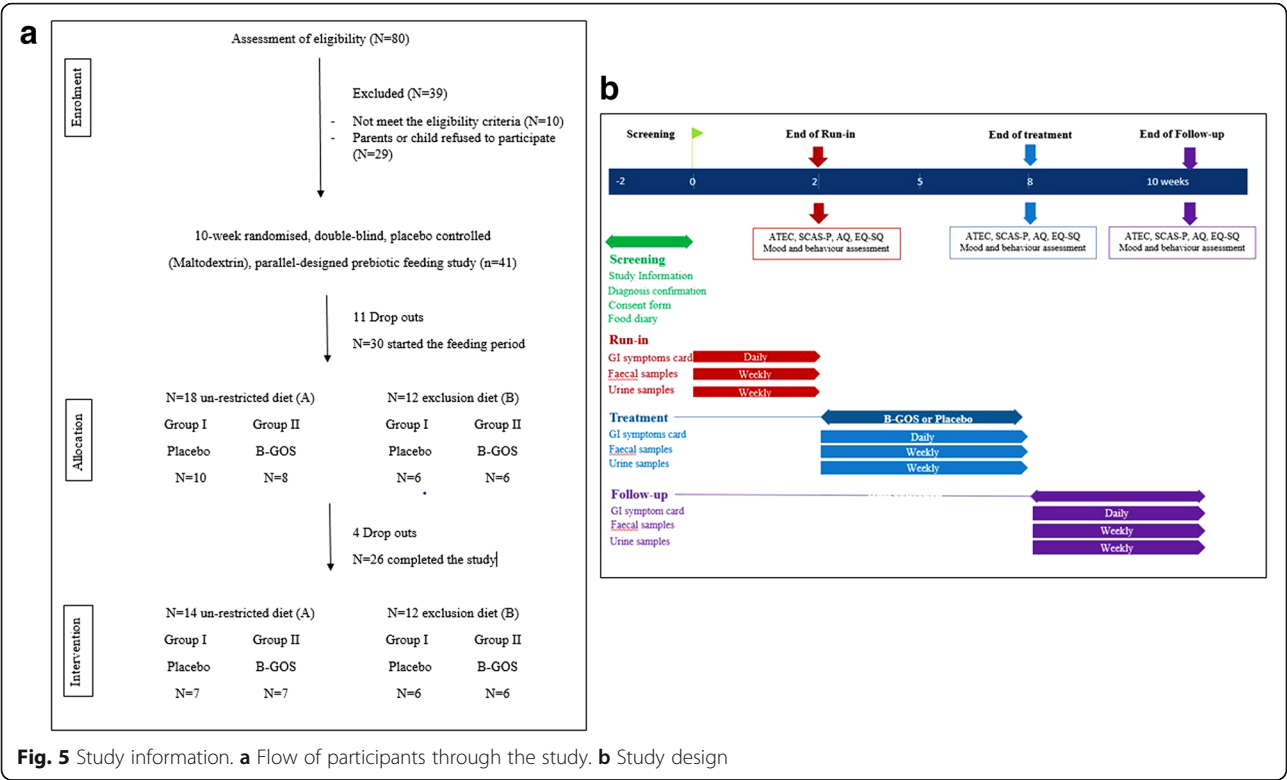 a
Assessment of eligibility (N=80)
Enrolment
Excluded (N=39)
- Not meet the eligibility criteria (N=10)
- Parents or child refused to participate
(N=29)
10-week randomised, double-blind, placebo controlled
(Maltodextrin), parallel-designed prebiotic feeding study (n=41)
11 Drop outs
N=30 started the feeding period
Allocation
N=18 un-restricted diet (A) N=12 exclusion diet (B)
Group I Group II Group I Group II
Placebo B-GOS Placebo B-GOS
N=10 N=8 N=6 N=6
4 Drop outs
N=26 completed the study
Intervention
N=14 un-restricted diet (A) N=12 exclusion diet (B)
Group I Group II Group I Group II
Placebo B-GOS Placebo B-GOS
N=7 N=7 N=6 N=6
b
Screening End of Run-in End of treatment End of Follow-up
-2 0 2 5 8 10 weeks
ATEC, SCAS-P, AQ, EQ-SQ
Mood and behaviour assessment
ATEC, SCAS-P, AQ, EQ-SQ
Mood and behaviour assessment
ATEC, SCAS-P, AQ, EQ-SQ
Mood and behaviour assessment
Screening
Study Information
Diagnosis confirmation
Consent form
Food diary
Run-in
GI symptoms card Daily
Faecal samples Weekly
Urine samples Weekly
Treatment B-GOS or Placebo
GI symptoms card Daily
Faecal samples Weekly
Urine samples Weekly
Follow-up
GI symptom card Daily
Faecal samples Weekly
Urine samples Weekly
Fig. 5 Study information. a Flow of participants through the study. b Study design